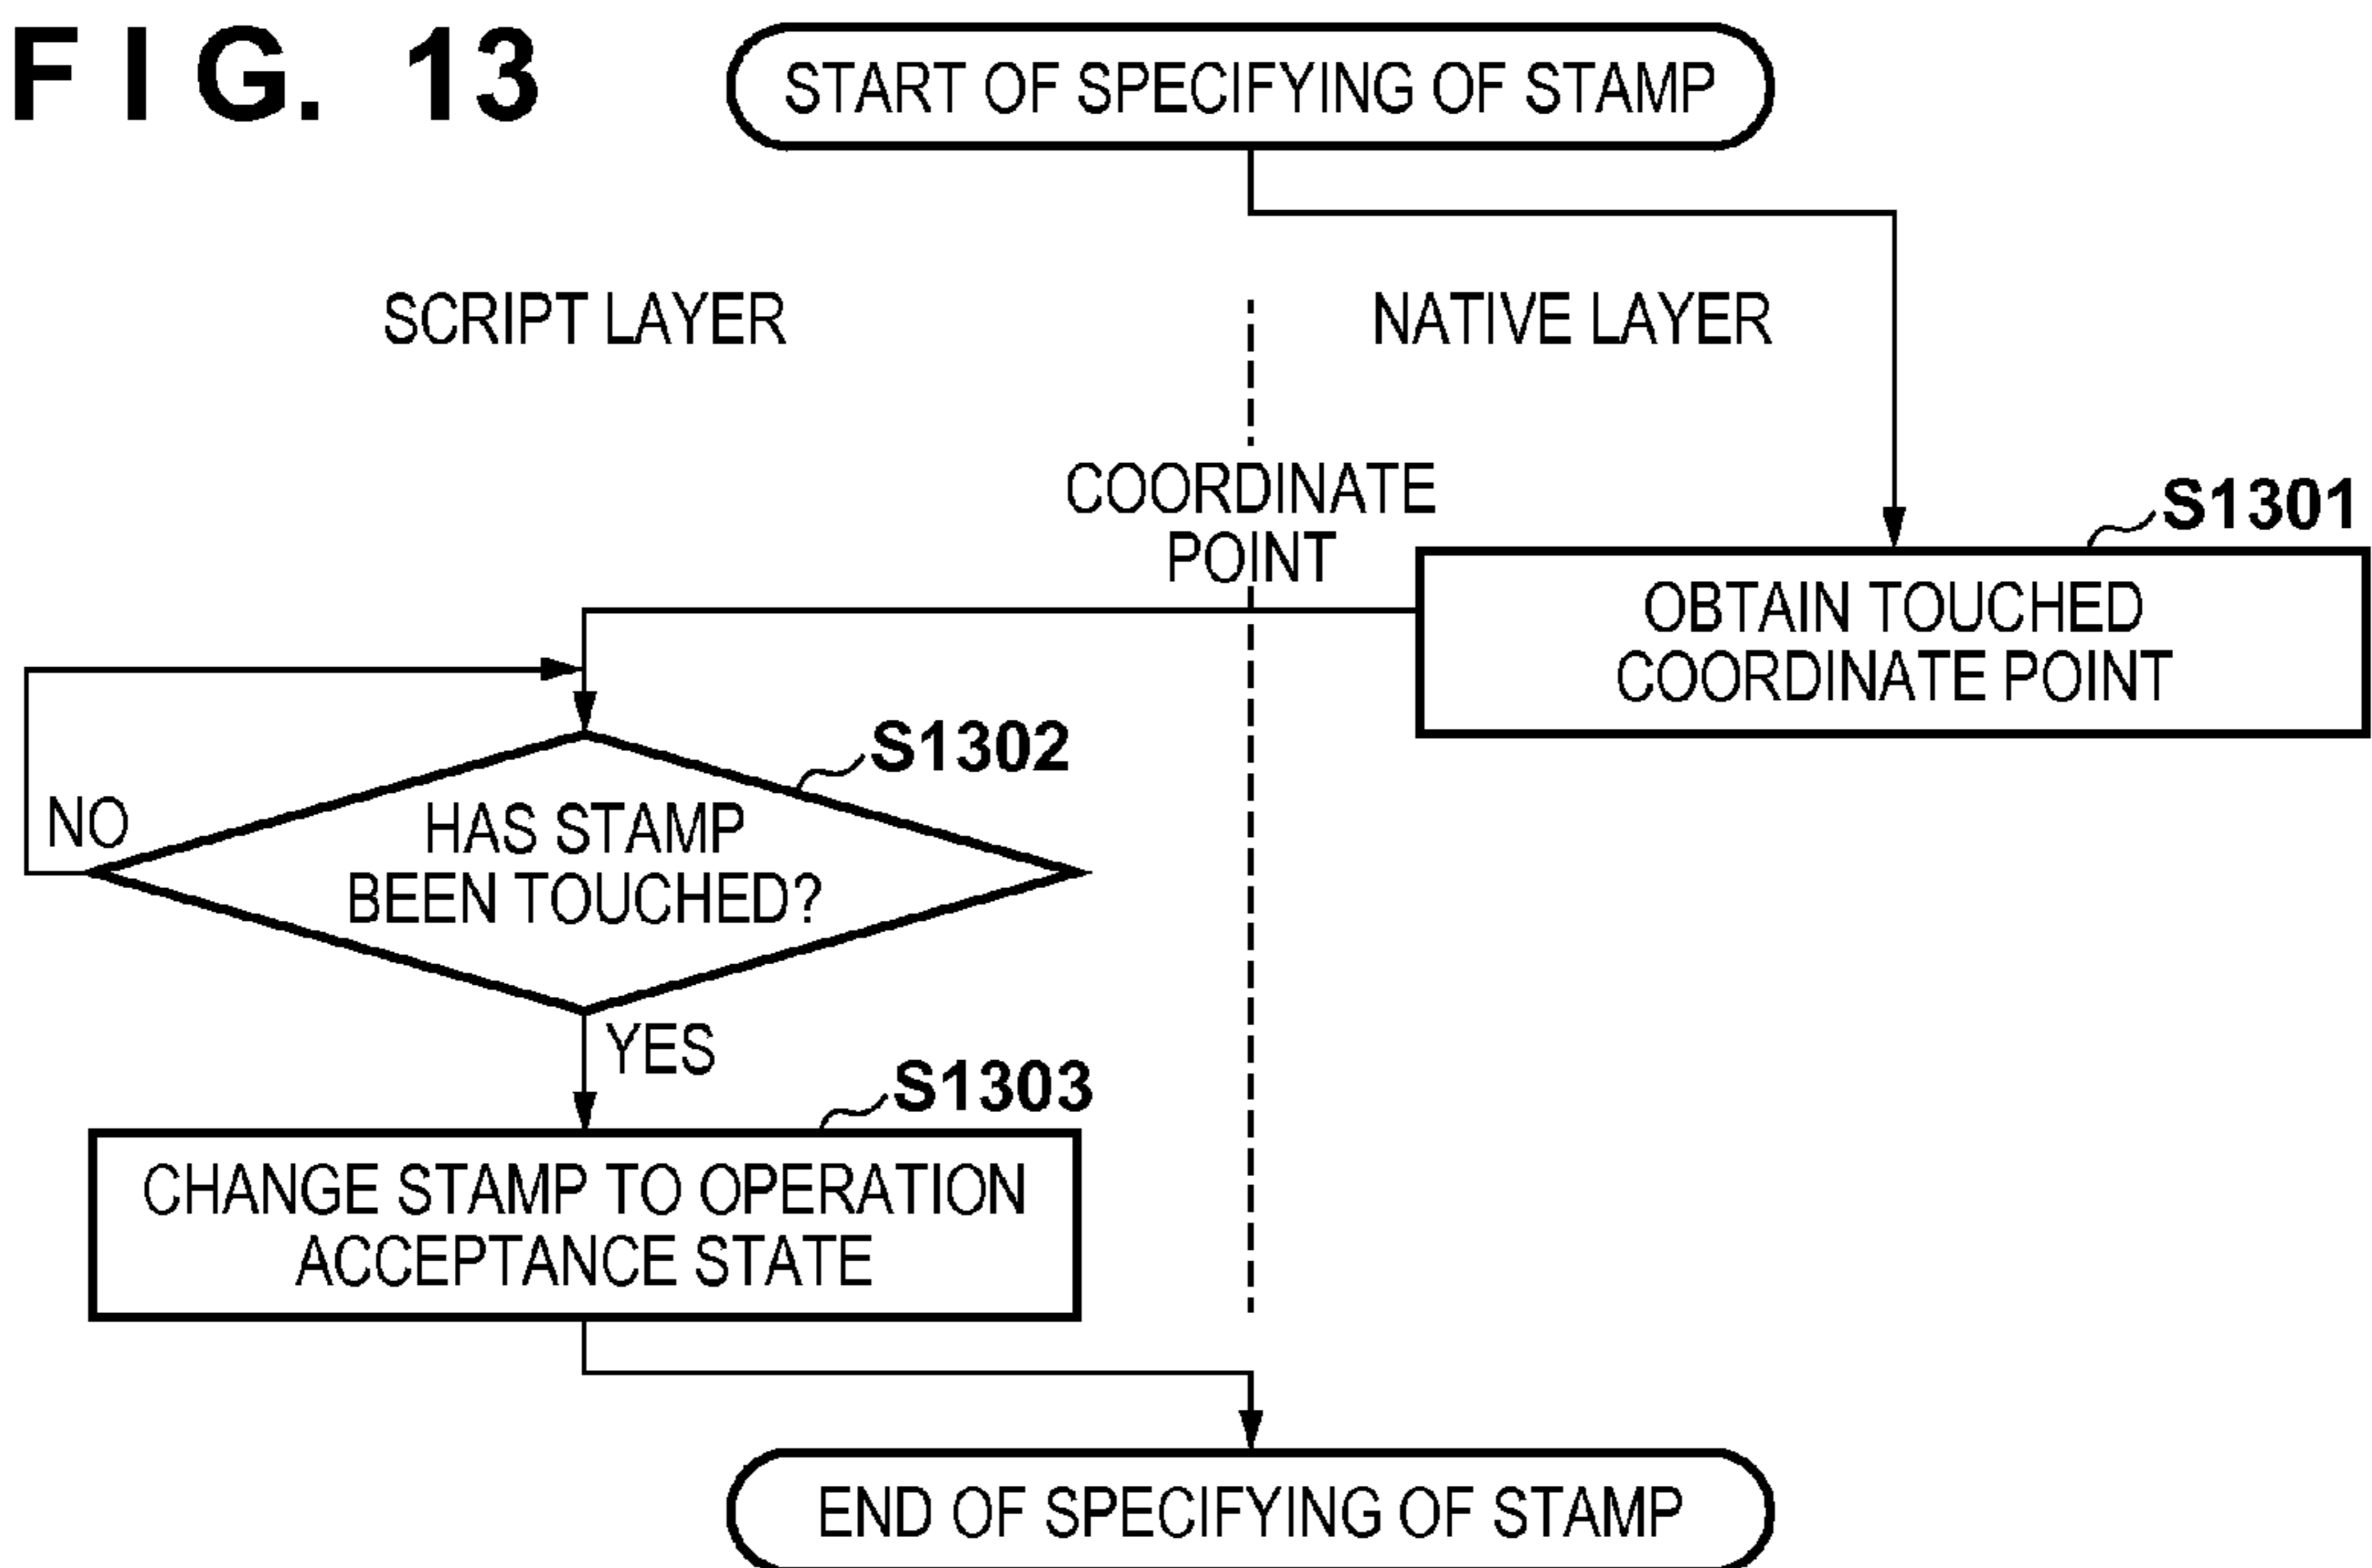 FIG. 13
START OF SPECIFYING OF STAMP
SCRIPT LAYER
NATIVE LAYER
COORDINATE
POINT
S1301
OBTAIN TOUCHED
COORDINATE POINT
S1302
NO
HAS STAMP
BEEN TOUCHED?
YES
S1303
CHANGE STAMP TO OPERATION
ACCEPTANCE STATE
END OF SPECIFYING OF STAMP